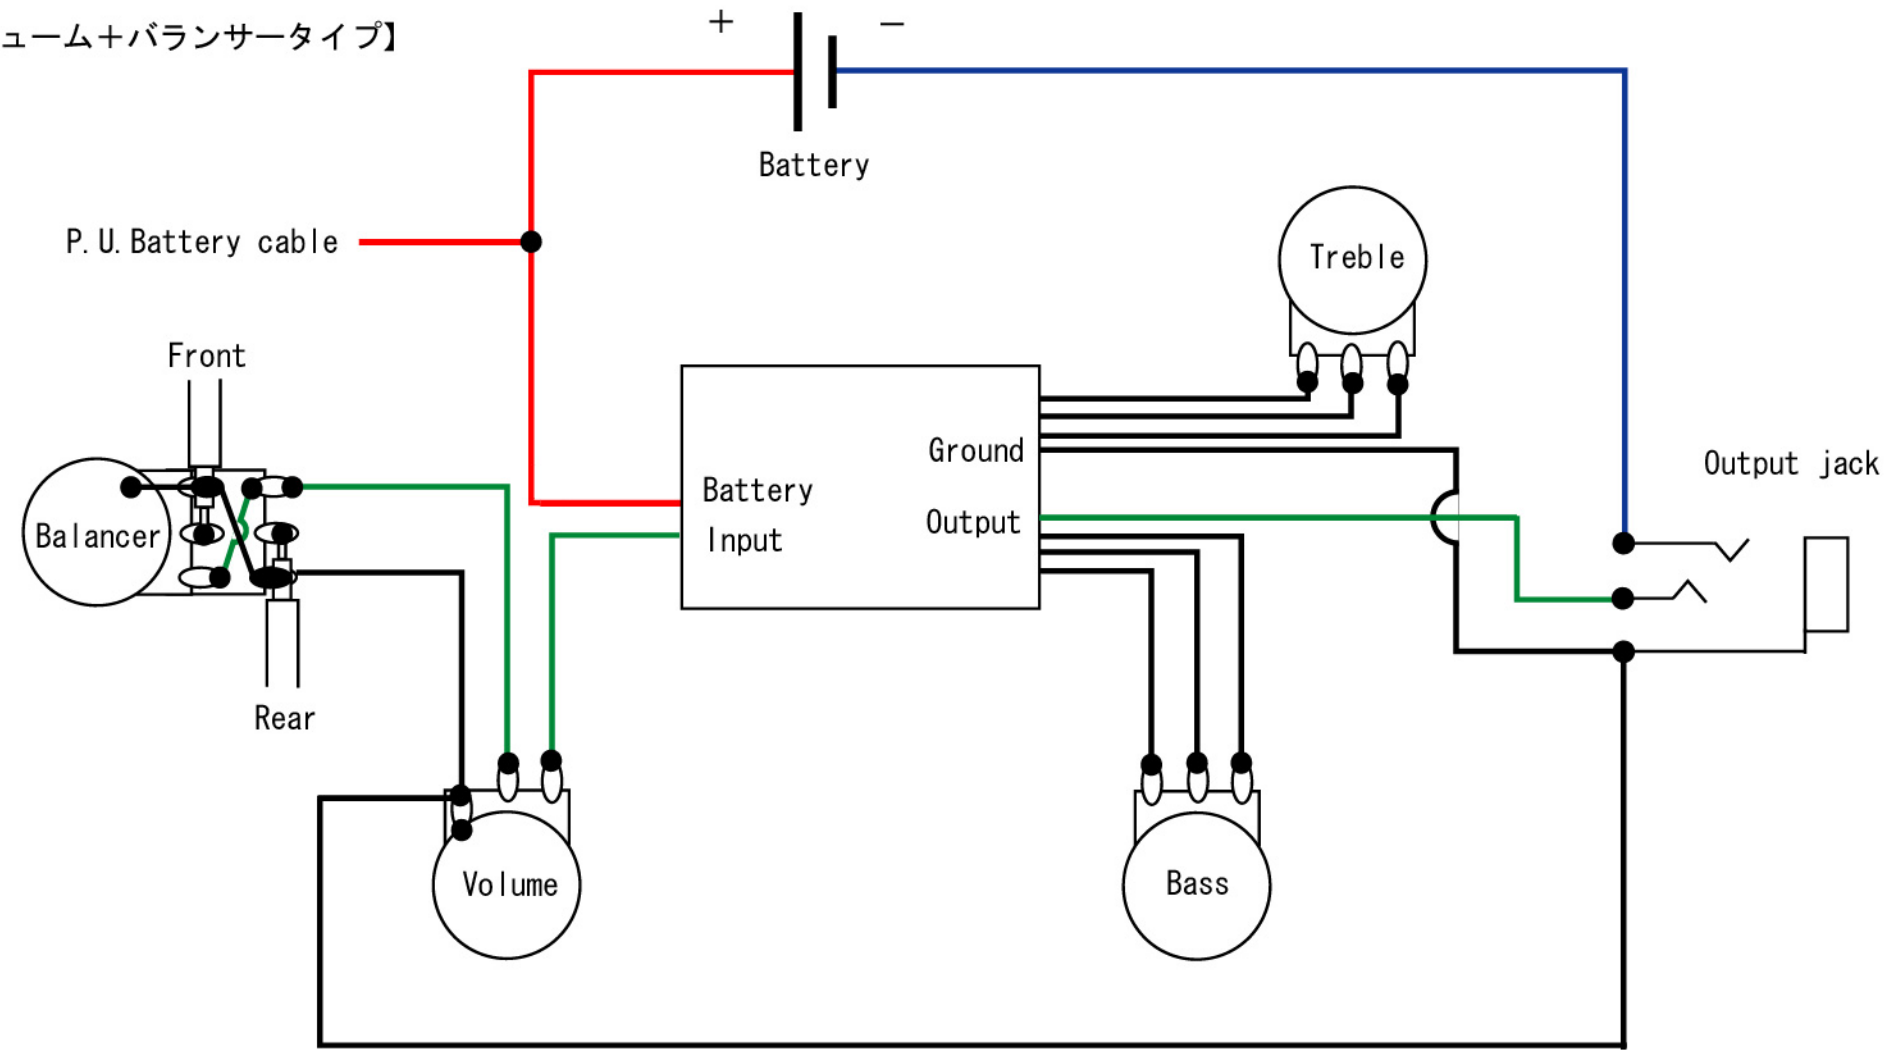 ューム＋バランサータイプ】
＋ －
Battery
P.U.Battery cable
Treble
Front
Ground
Output jack
Battery
Output
Balancer
Input
Rear
Volume
Bass